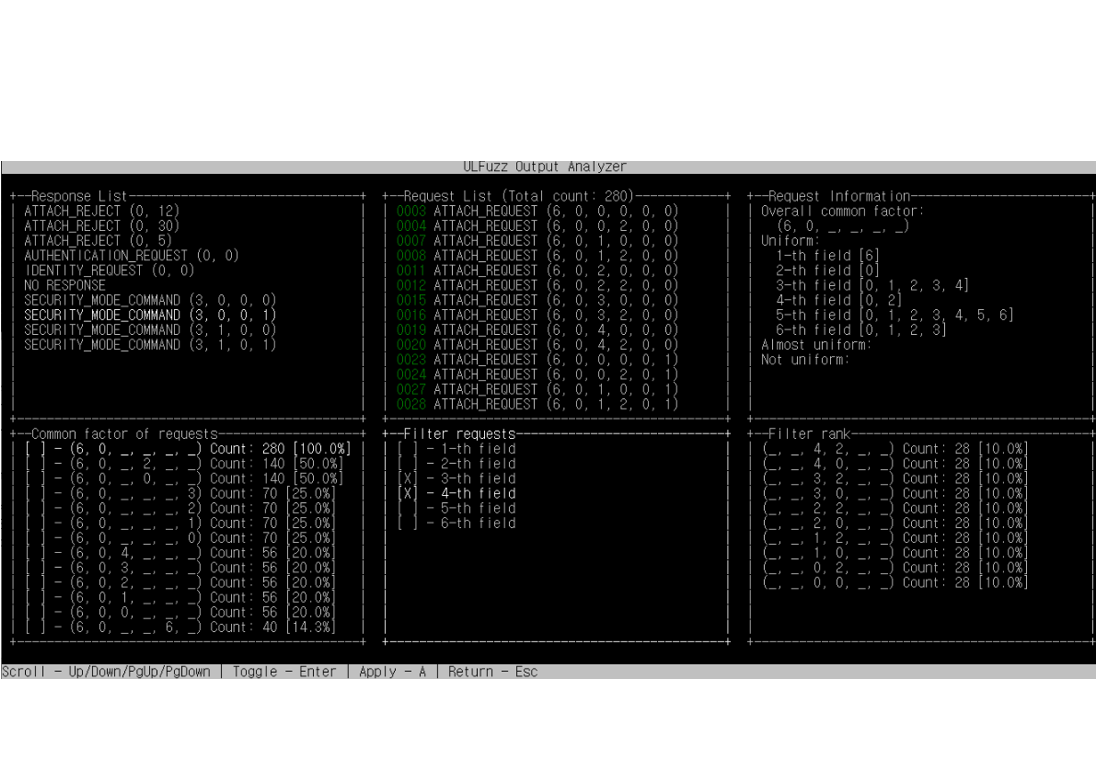 ULFuzz Output Analyzer
Response List
ATTACH_REJECT (0, 12)
ATTACH_REJECT (0, 30)
ATTACH_REJECT (0, 5)
AUTHENTICATION_REQUEST (0, 0)
IDENTITY_REQUEST (0, 0)
NO RESPONSE
SECURITY_MODE_COMMAND (3, 0, 0, 0)
SECURITY_MODE_COMMAND (3, 0, 0, 1)
SECURITY_MODE_COMMAND (3, 1, 0, 0)
SECURITY_MODE_COMMAND (3, 1, 0, 1)
Request List (Total count: 280)
0003 ATTACH_REQUEST (6, 0, 0, 0, 0, 0)
0004 ATTACH_REQUEST (6, 0, 0, 2, 0, 0)
0007 ATTACH_REQUEST (6, 0, 1, 0, 0, 0)
0008 ATTACH_REQUEST (6, 0, 1, 2, 0, 0)
0011 ATTACH_REQUEST (6, 0, 2, 0, 0, 0)
0012 ATTACH_REQUEST (6, 0, 2, 2, 0, 0)
0015 ATTACH_REQUEST (6, 0, 3, 0, 0, 0)
0016 ATTACH_REQUEST (6, 0, 3, 2, 0, 0)
0019 ATTACH_REQUEST (6, 0, 4, 0, 0, 0)
0020 ATTACH_REQUEST (6, 0, 4, 2, 0, 0)
0023 ATTACH_REQUEST (6, 0, 0, 0, 0, 1)
0024 ATTACH_REQUEST (6, 0, 0, 2, 0, 1)
0027 ATTACH_REQUEST (6, 0, 1, 0, 0, 1)
0028 ATTACH_REQUEST (6, 0, 1, 2, 0, 1)
Request Information
Overall common factor:
(6, 0, _, _, _, _)
Uniform:
1-th field [6]
2-th field [0]
3-th field [0, 1, 2, 3, 4]
4-th field [0, 2]
5-th field [0, 1, 2, 3, 4, 5, 6]
6-th field [0, 1, 2, 3]
Almost uniform:
Not uniform:
Common factor of requests
[ ] - (6, 0, _, _, _, _) Count: 280 [100.0%]
[ ] - (6, 0, _, 2, _, _) Count: 140 [50.0%]
[ ] - (6, 0, _, 0, _, _) Count: 140 [50.0%]
[ ] - (6, 0, _, _, _, 3) Count: 70 [25.0%]
[ ] - (6, 0, _, _, _, 2) Count: 70 [25.0%]
[ ] - (6, 0, _, _, _, 1) Count: 70 [25.0%]
[ ] - (6, 0, _, _, _, 0) Count: 70 [25.0%]
[ ] - (6, 0, 4, _, _, _) Count: 56 [20.0%]
[ ] - (6, 0, 3, _, _, _) Count: 56 [20.0%]
[ ] - (6, 0, 2, _, _, _) Count: 56 [20.0%]
[ ] - (6, 0, 1, _, _, _) Count: 56 [20.0%]
[ ] - (6, 0, 0, _, _, _) Count: 56 [20.0%]
[ ] - (6, 0, _, _, 6, _) Count: 40 [14.3%]
Filter requests
[ ] - 1-th field
[ ] - 2-th field
[X] - 3-th field
[X] - 4-th field
[ ] - 5-th field
[ ] - 6-th field
Filter rank
(_, _, 4, 2, _, _) Count: 28 [10.0%]
(_, _, 4, 0, _, _) Count: 28 [10.0%]
(_, _, 3, 2, _, _) Count: 28 [10.0%]
(_, _, 3, 0, _, _) Count: 28 [10.0%]
(_, _, 2, 2, _, _) Count: 28 [10.0%]
(_, _, 2, 0, _, _) Count: 28 [10.0%]
(_, _, 1, 2, _, _) Count: 28 [10.0%]
(_, _, 1, 0, _, _) Count: 28 [10.0%]
(_, _, 0, 2, _, _) Count: 28 [10.0%]
(_, _, 0, 0, _, _) Count: 28 [10.0%]
Scroll - Up/Down/PgUp/PgDown | Toggle - Enter | Apply - A | Return - Esc